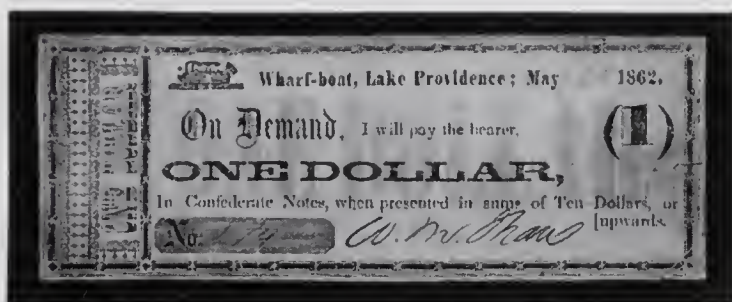 Wharf-boat, Lake Providence; May 1862.
On Demand, I will pay the bearer,
(1)
ONE DOLLAR,
In Confederate Notes, when presented in sums of Ten Dollars, or
[upwards.
No.